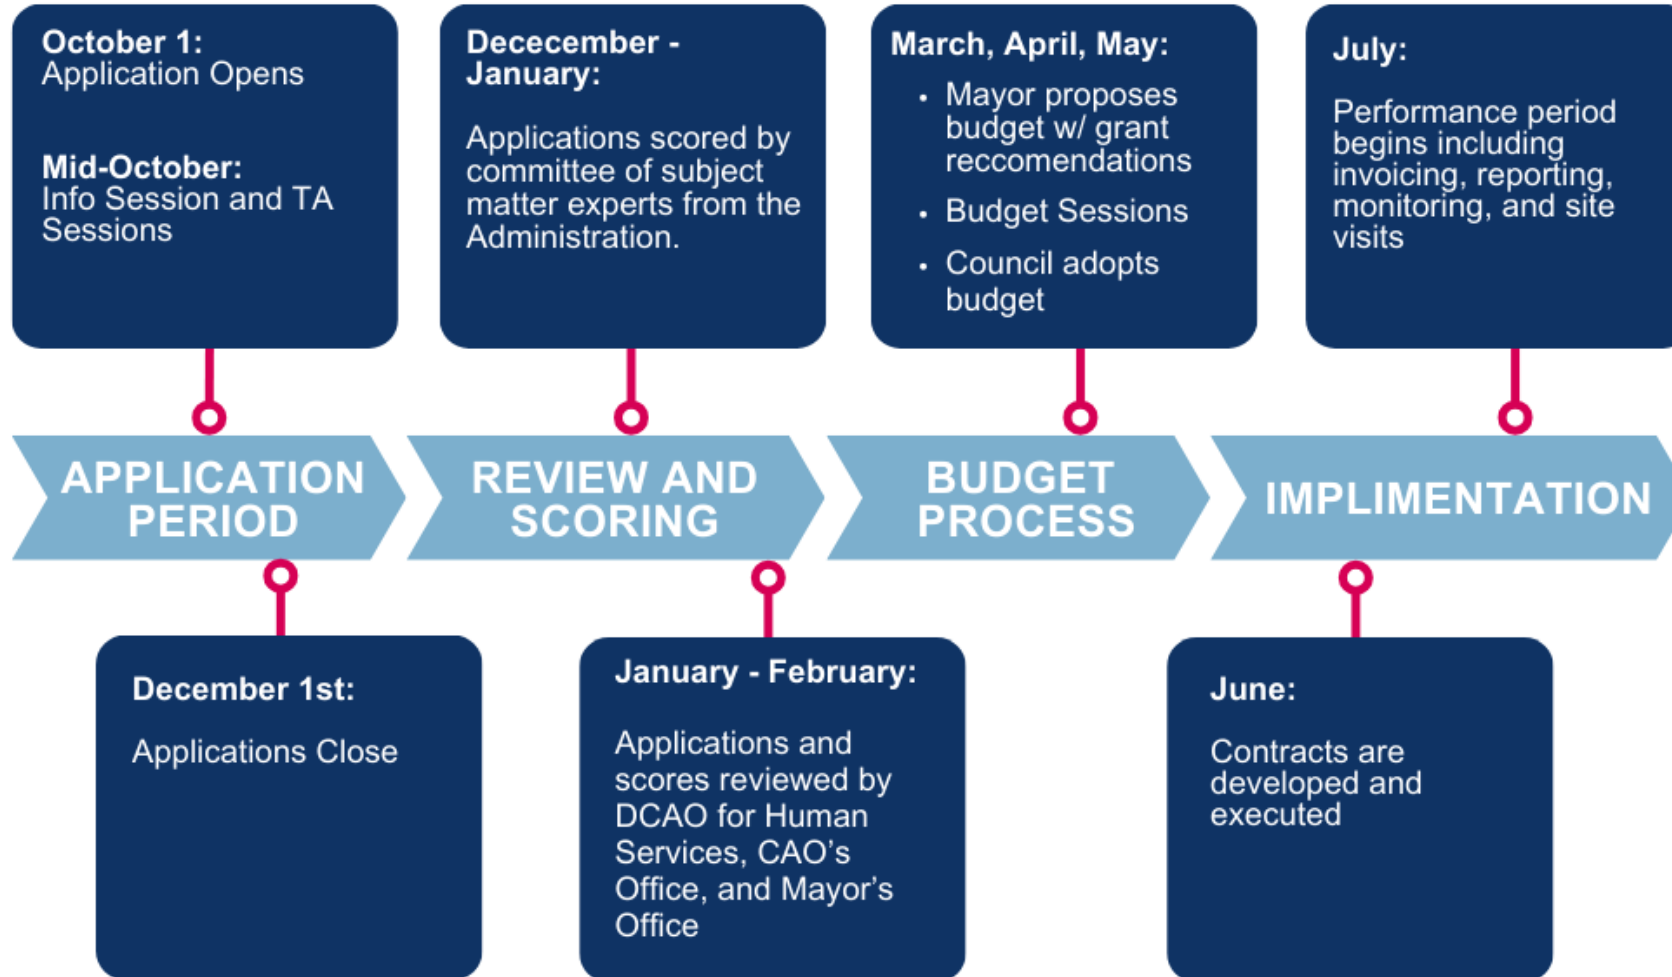 October 1:
Application Opens
Mid-October:
Info Session and TA
Sessions
Dececember -
January:
Applications scored by
committee of subject
matter experts from the
Administration.
March, April, May:
• Mayor proposes
budget w/ grant
reccomendations
• Budget Sessions
• Council adopts
budget
July:
Performance period
begins including
invoicing, reporting,
monitoring, and site
visits
APPLICATION
PERIOD
REVIEW AND
SCORING
BUDGET
PROCESS
IMPLIMENTATION
December 1st:
Applications Close
January - February:
Applications and
scores reviewed by
DCAO for Human
Services, CAO’s
Office, and Mayor’s
Office
June:
Contracts are
developed and
executed